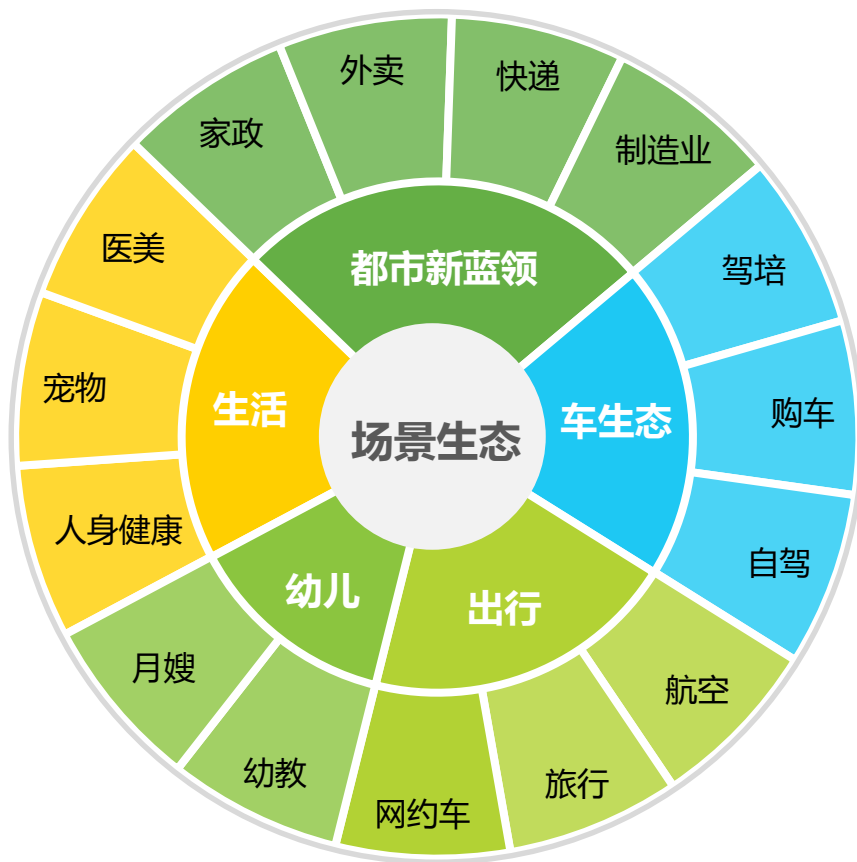 外卖
快递
家政
制造业
医美
都市新蓝领
驾培
宠物
生活
场景生态
车生态
购车
人身健康
幼儿
出行
自驾
月嫂
航空
幼教
网约车
旅行